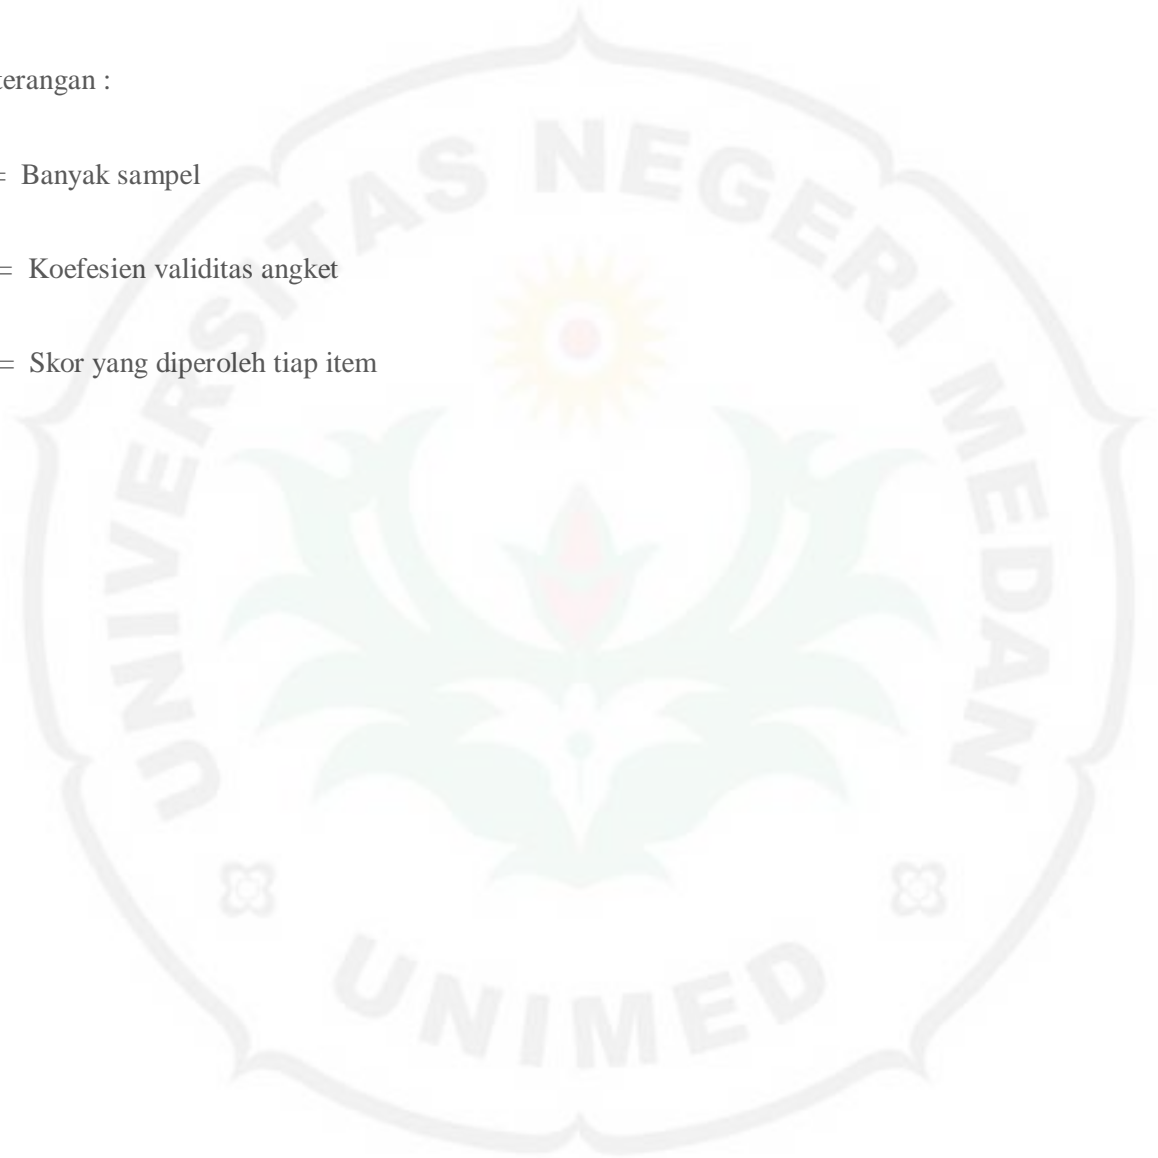 terangan :
= Banyak sampel
= Koefesien validitas angket
= Skor yang diperoleh tiap item
UNIVERSITAS NEGERI MEDAN
UNIMED